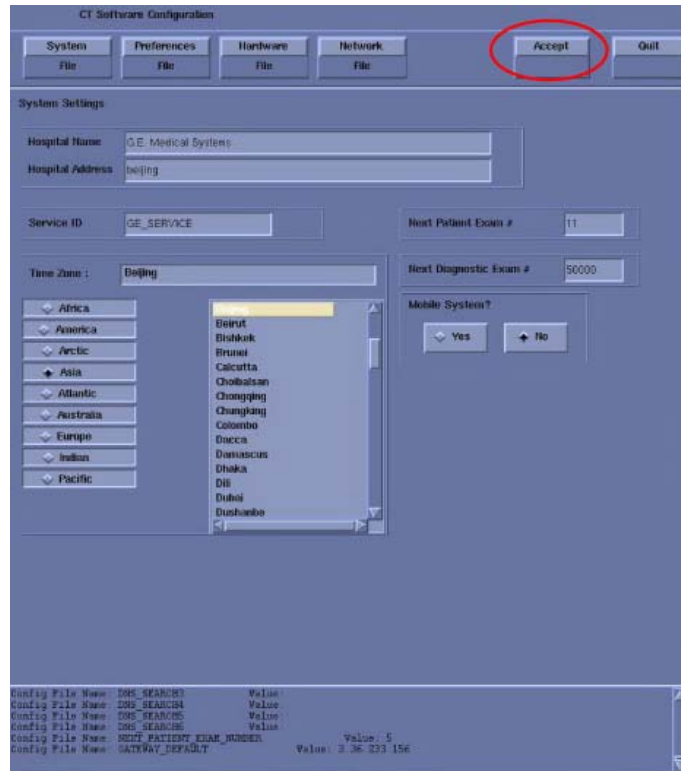 CT Software Configuration
System Preferences Hardware Network Accept Quit
File File File File
System Settings
Hospital Name G.E. Medical Systems
Hospital Address beijing
Service ID GE_SERVICE Next Patient Exam # 11
Time Zone : Beijing Next Diagnostic Exam # 50000
Mobile System?
Yes No
Africa
America
Arctic
Asia
Atlantic
Australia
Europe
Indian
Pacific
Beijing
Beirut
Bishkek
Brunei
Calcutta
Choibalsan
Chongqing
Chungking
Colombo
Dacca
Damascus
Dhaka
Dili
Dubai
Dushanbe
Config File Name: DNS_SEARCH3 Value:
Config File Name: DNS_SEARCH4 Value:
Config File Name: DNS_SEARCH5 Value:
Config File Name: DNS_SEARCH6 Value:
Config File Name: NEXT_PATIENT_EXAM_NUMBER Value: 5
Config File Name: GATEWAY_DEFAULT Value: 3.36.233.156